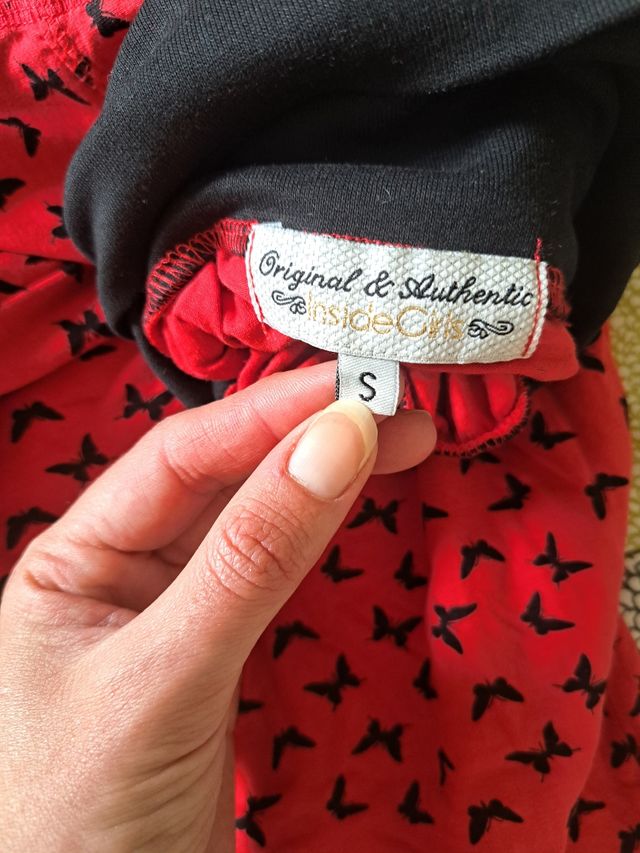 Original & Authentic
InsideGirls
S